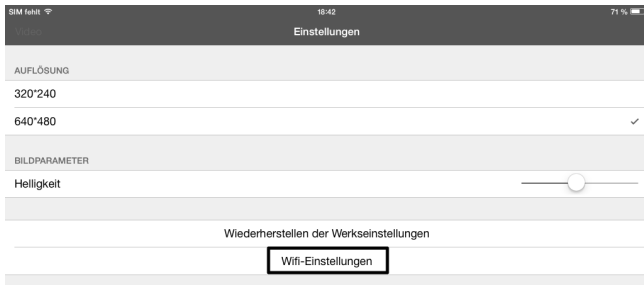 SIM fehlt 18:42 71 %
Video Einstellungen
AUFLÖSUNG
320*240
640*480
BILDPARAMETER
Helligkeit
Wiederherstellen der Werkseinstellungen
Wifi-Einstellungen